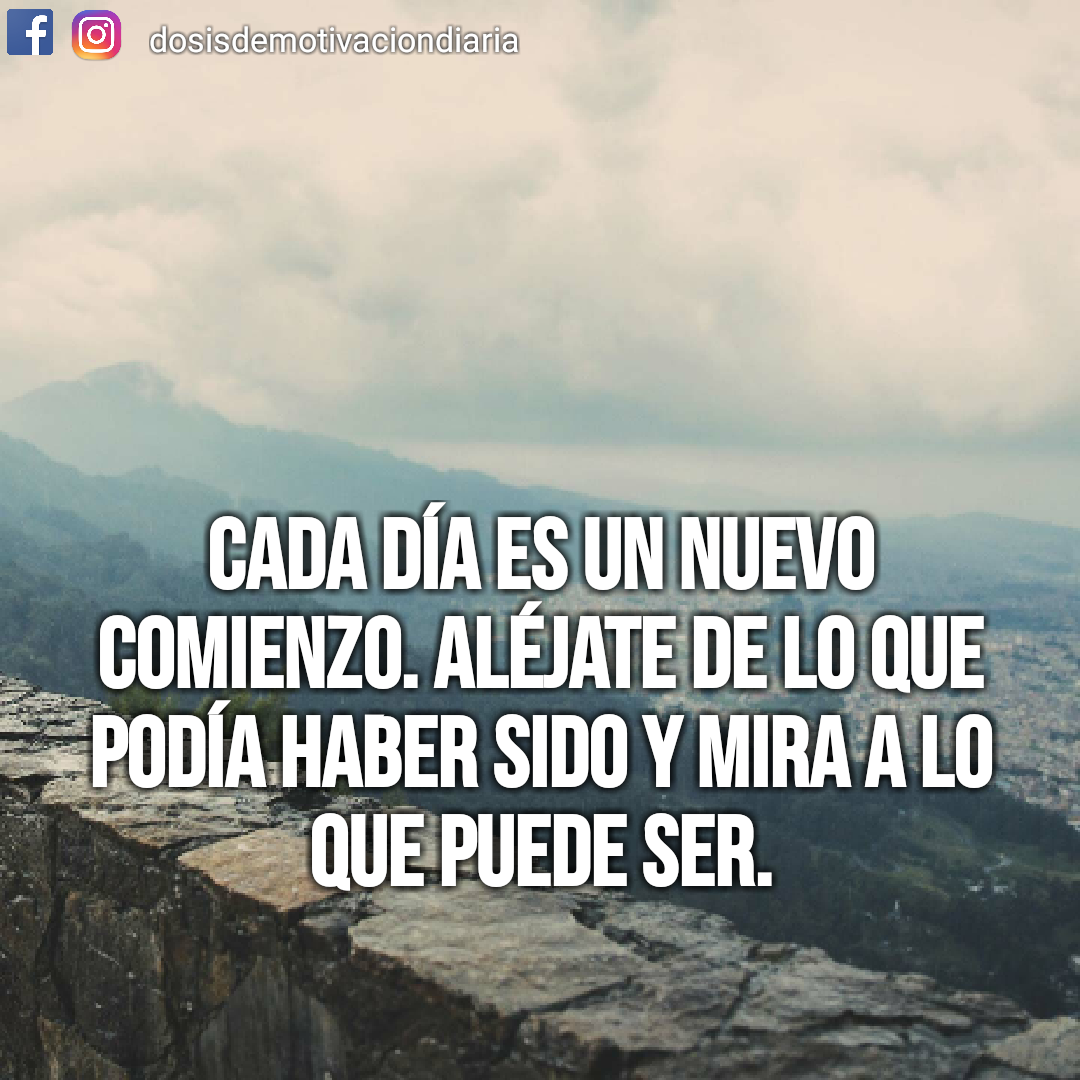 dosisdemotivaciondiaria
CADA DÍA ES UN NUEVO
COMIENZO. ALÉJATE DE LO QUE
PODÍA HABER SIDO Y MIRA A LO
QUE PUEDE SER.